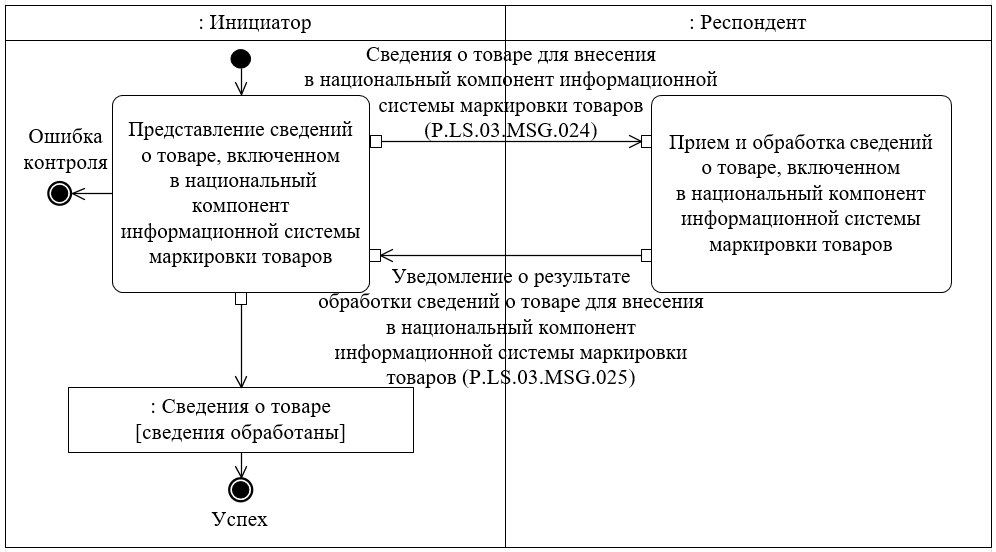 : Инициатор
: Респондент
Сведения о товаре для внесения
в национальный компонент информационной
системы маркировки товаров
(P.LS.03.MSG.024)
Ошибка
контроля
Представление сведений
о товаре, включенном
в национальный
компонент
информационной системы
маркировки товаров
Прием и обработка сведений
о товаре, включенном
в национальный компонент
информационной системы
маркировки товаров
Уведомление о результате
обработки сведений о товаре для внесения
в национальный компонент
информационной системы маркировки
товаров (P.LS.03.MSG.025)
: Сведения о товаре
[сведения обработаны]
Успех